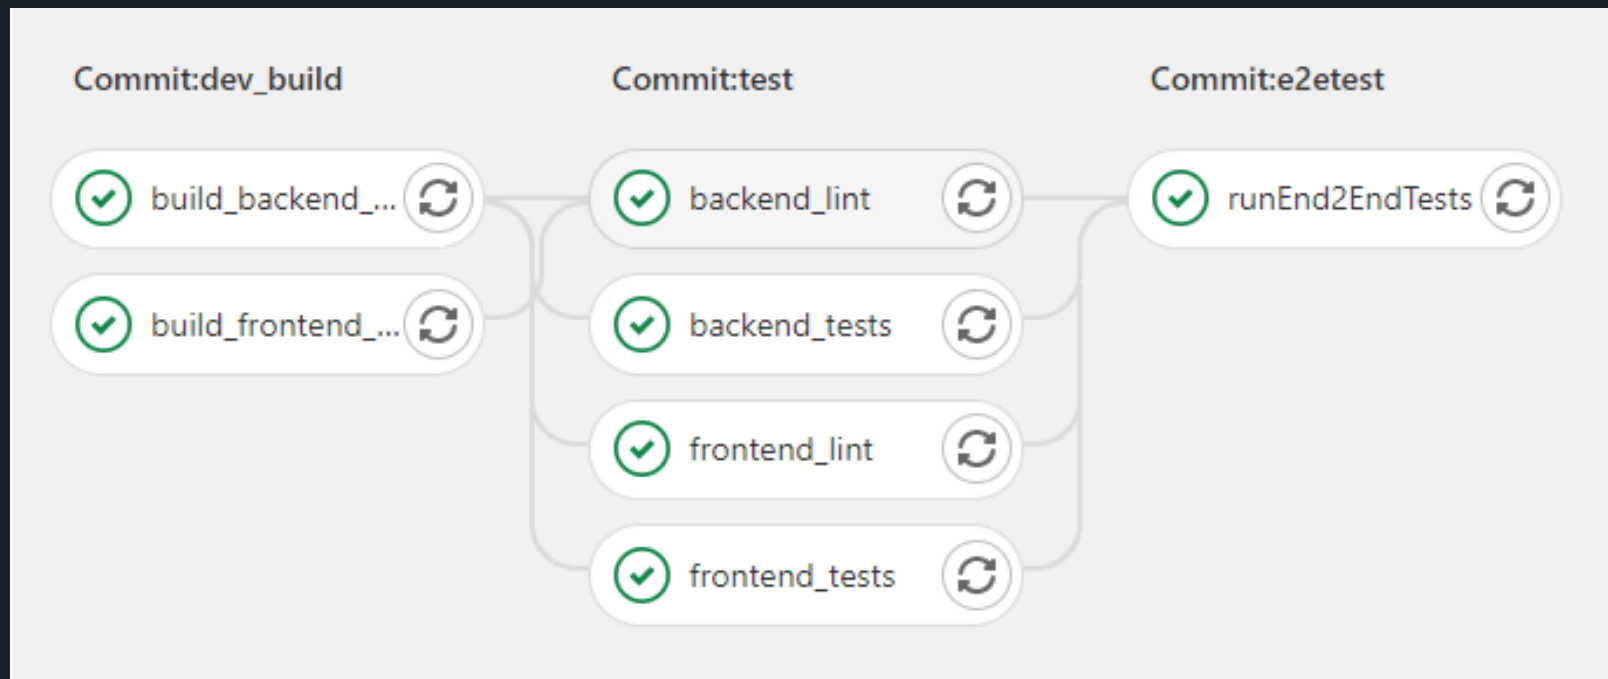 Commit:dev_build
build_backend_...
build_frontend_...
Commit:test
backend_lint
backend_tests
frontend_lint
frontend_tests
Commit:e2etest
runEnd2EndTests